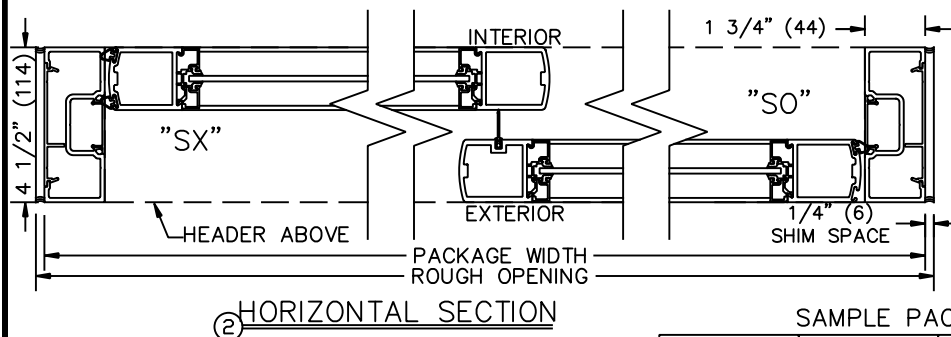 1 3/4" (44)
INTERIOR
4 1/2" (114)
"SX"
"SO"
EXTERIOR
1/4" (6)
SHIM SPACE
HEADER ABOVE
PACKAGE WIDTH
ROUGH OPENING
2 HORIZONTAL SECTION
SAMPLE PAC